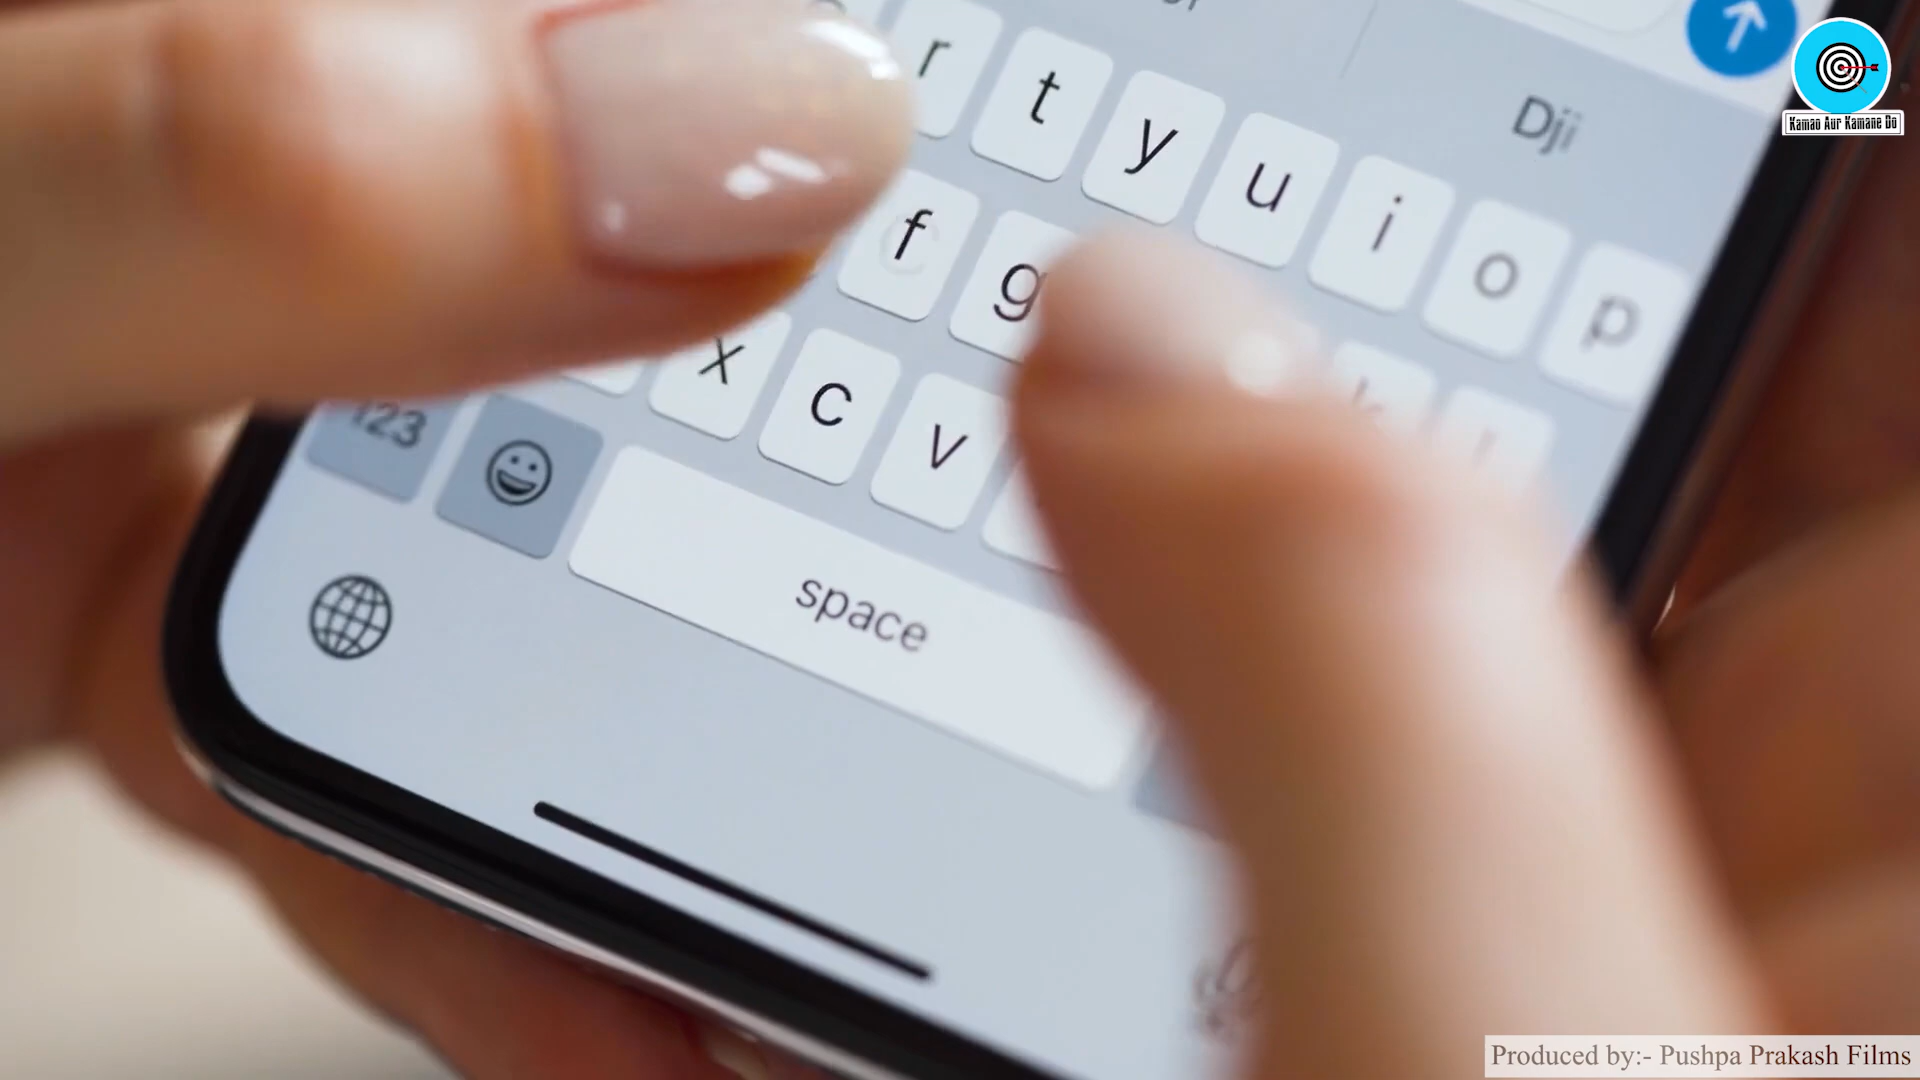 Kamao Aur Kamane Do
Dji
r t y u i o p
f g
x c v
123
space
Produced by:- Pushpa Prakash Films